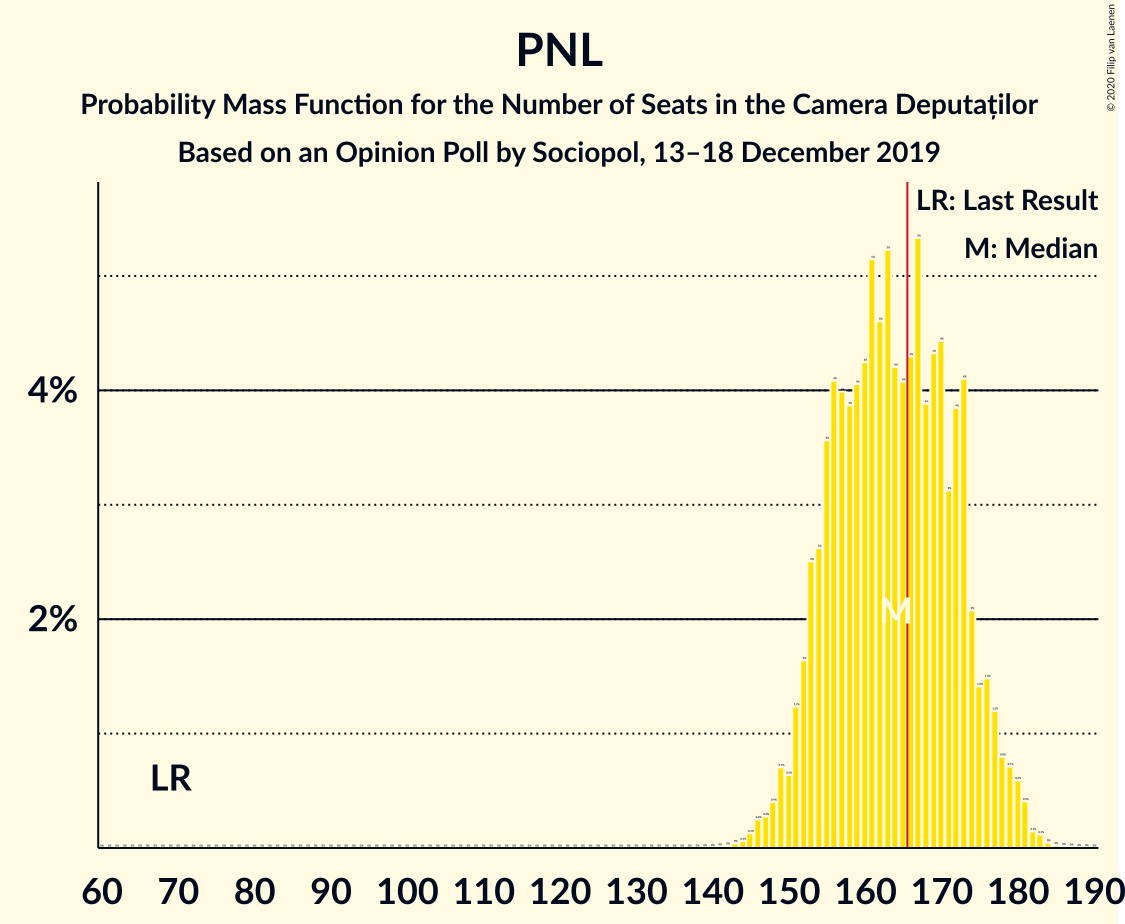 PNL
Probability Mass Function for the Number of Seats in the Camera Deputaților
Based on an Opinion Poll by Sociopol, 13–18 December 2019
© 2020 Filip van Laenen
LR: Last Result
M: Median
4%
2%
M
LR
60 70 80 90 100 110 120 130 140 150 160 170 180 190